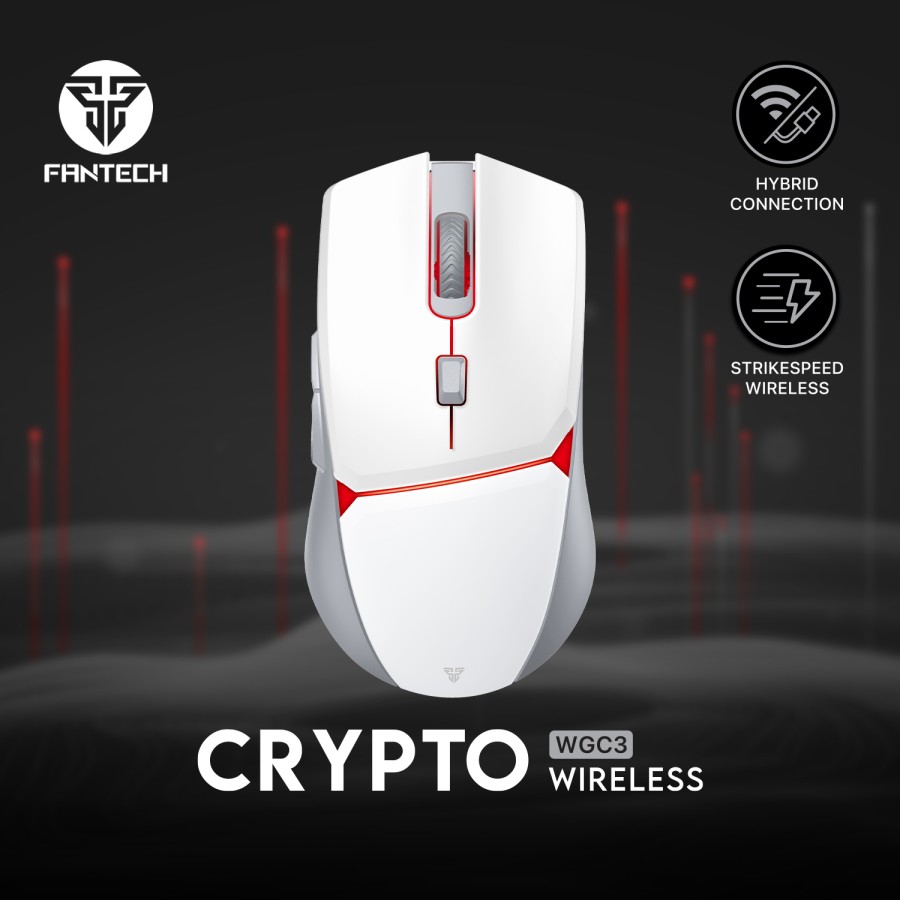 FANTECH
HYBRID
CONNECTION
STRIKESPEED
WIRELESS
CRYPTO
WGC3
WIRELESS